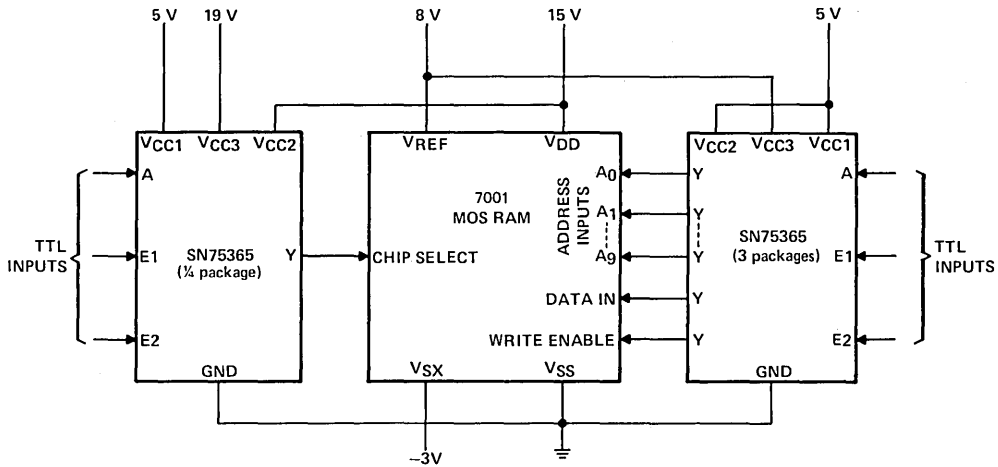 5 V 19 V 8 V 15 V 5 V
VCC1 VCC3 VCC2
VREF VDD
VCC2 VCC3 VCC1
A
E1
E2
TTL
INPUTS
SN75365
(¼ package)
Y
GND
7001
MOS RAM
CHIP SELECT
ADDRESS
INPUTS
A0
A1
A9
DATA IN
WRITE ENABLE
VSX VSS
Y
Y
Y
Y
Y
SN75365
(3 packages)
A
E1
E2
GND
TTL
INPUTS
–3V